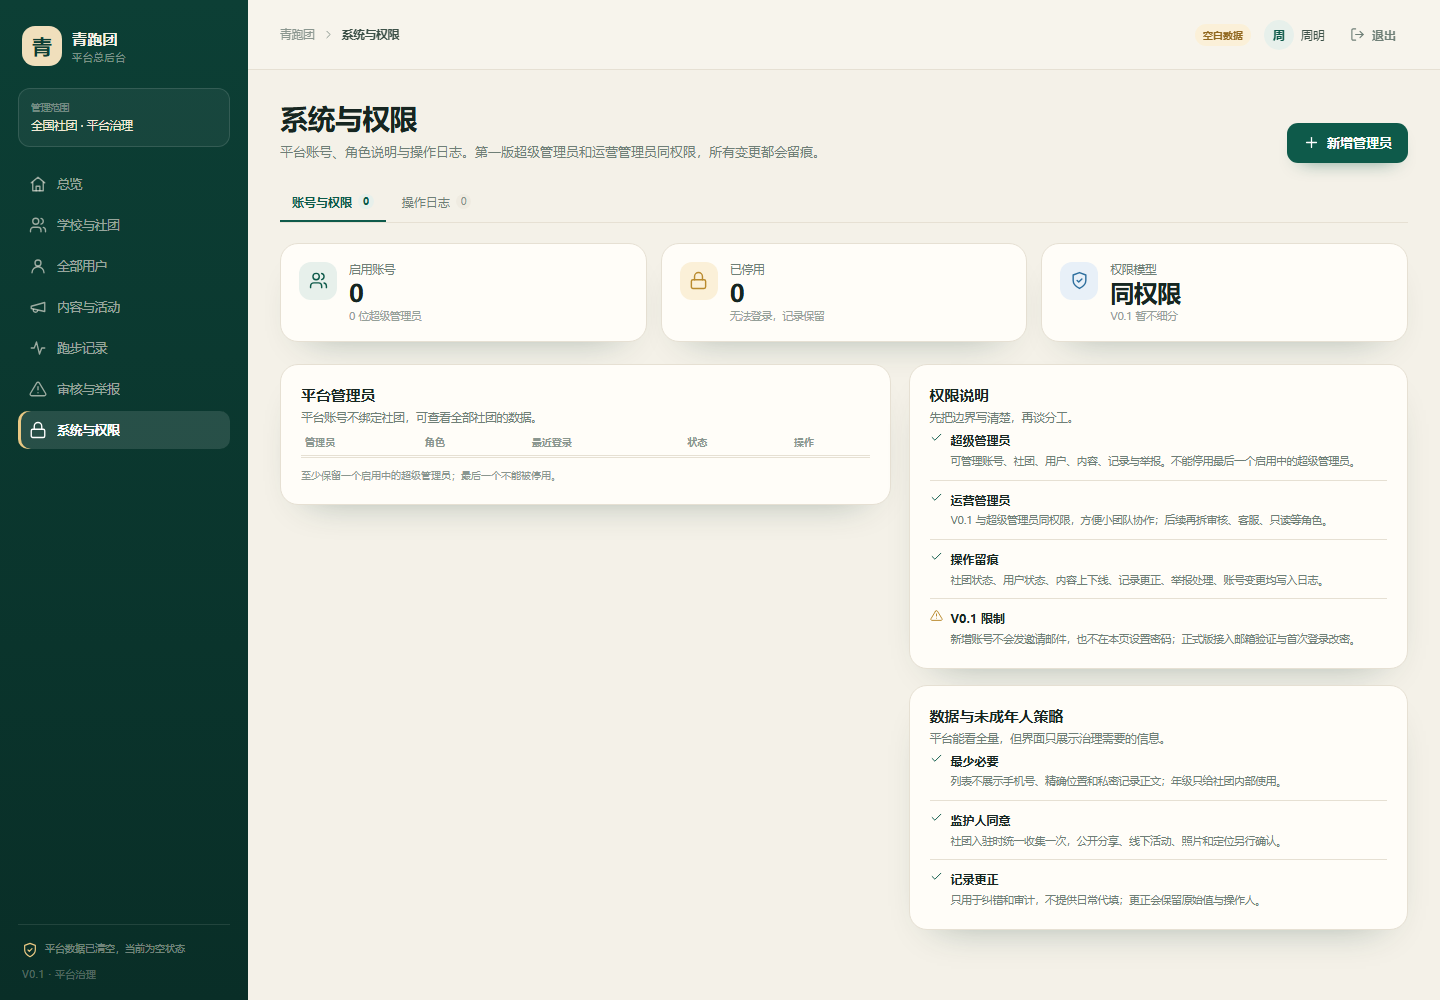 青
青跑团
平台总后台
管理范围
全国社团 · 平台治理
总览
学校与社团
全部用户
内容与活动
跑步记录
审核与举报
系统与权限
平台数据已清空，当前为空状态
V0.1 · 平台治理
青跑团 > 系统与权限
空白数据
周
周明
退出
系统与权限
平台账号、角色说明与操作日志。第一版超级管理员和运营管理员同权限，所有变更都会留痕。
新增管理员
账号与权限 0
操作日志 0
启用账号
0
0 位超级管理员
已停用
0
无法登录，记录保留
权限模型
同权限
V0.1 暂不细分
平台管理员
平台账号不绑定社团，可查看全部社团的数据。
管理员 角色 最近登录 状态 操作
至少保留一个启用中的超级管理员；最后一个不能被停用。
权限说明
先把边界写清楚，再谈分工。
超级管理员
可管理账号、社团、用户、内容、记录与举报。不能停用最后一个启用中的超级管理员。
运营管理员
V0.1 与超级管理员同权限，方便小团队协作；后续再拆审核、客服、只读等角色。
操作留痕
社团状态、用户状态、内容上下线、记录更正、举报处理、账号变更均写入日志。
V0.1 限制
新增账号不会发邀请邮件，也不在本页设置密码；正式版接入邮箱验证与首次登录改密。
数据与未成年人策略
平台能看全量，但界面只展示治理需要的信息。
最少必要
列表不展示手机号、精确位置和私密记录正文；年级只给社团内部使用。
监护人同意
社团入驻时统一收集一次，公开分享、线下活动、照片和定位另行确认。
记录更正
只用于纠错和审计，不提供日常代填；更正会保留原始值与操作人。